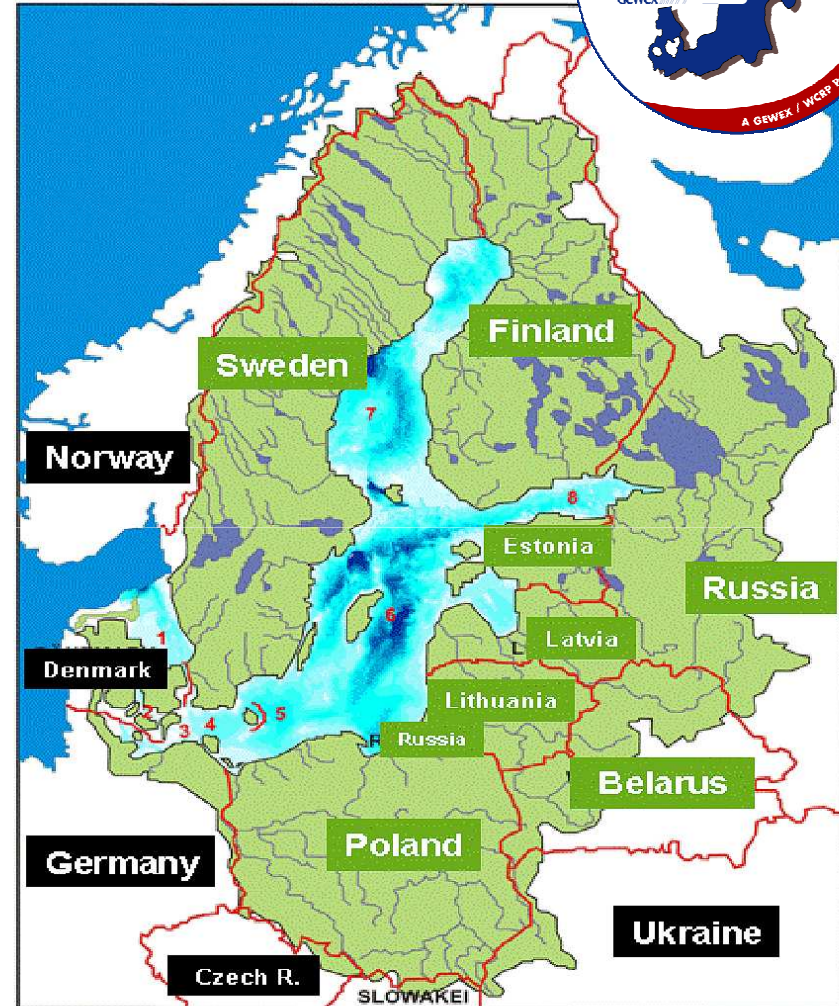 GEWEX
A GEWEX / WCRP
Finland
Sweden
7
Norway
8
Estonia
Russia
6
1
Latvia
L
Denmark
Lithuania
2
5
4
3
R
Russia
Belarus
Poland
Germany
Ukraine
Czech R.
SLOWAKEI